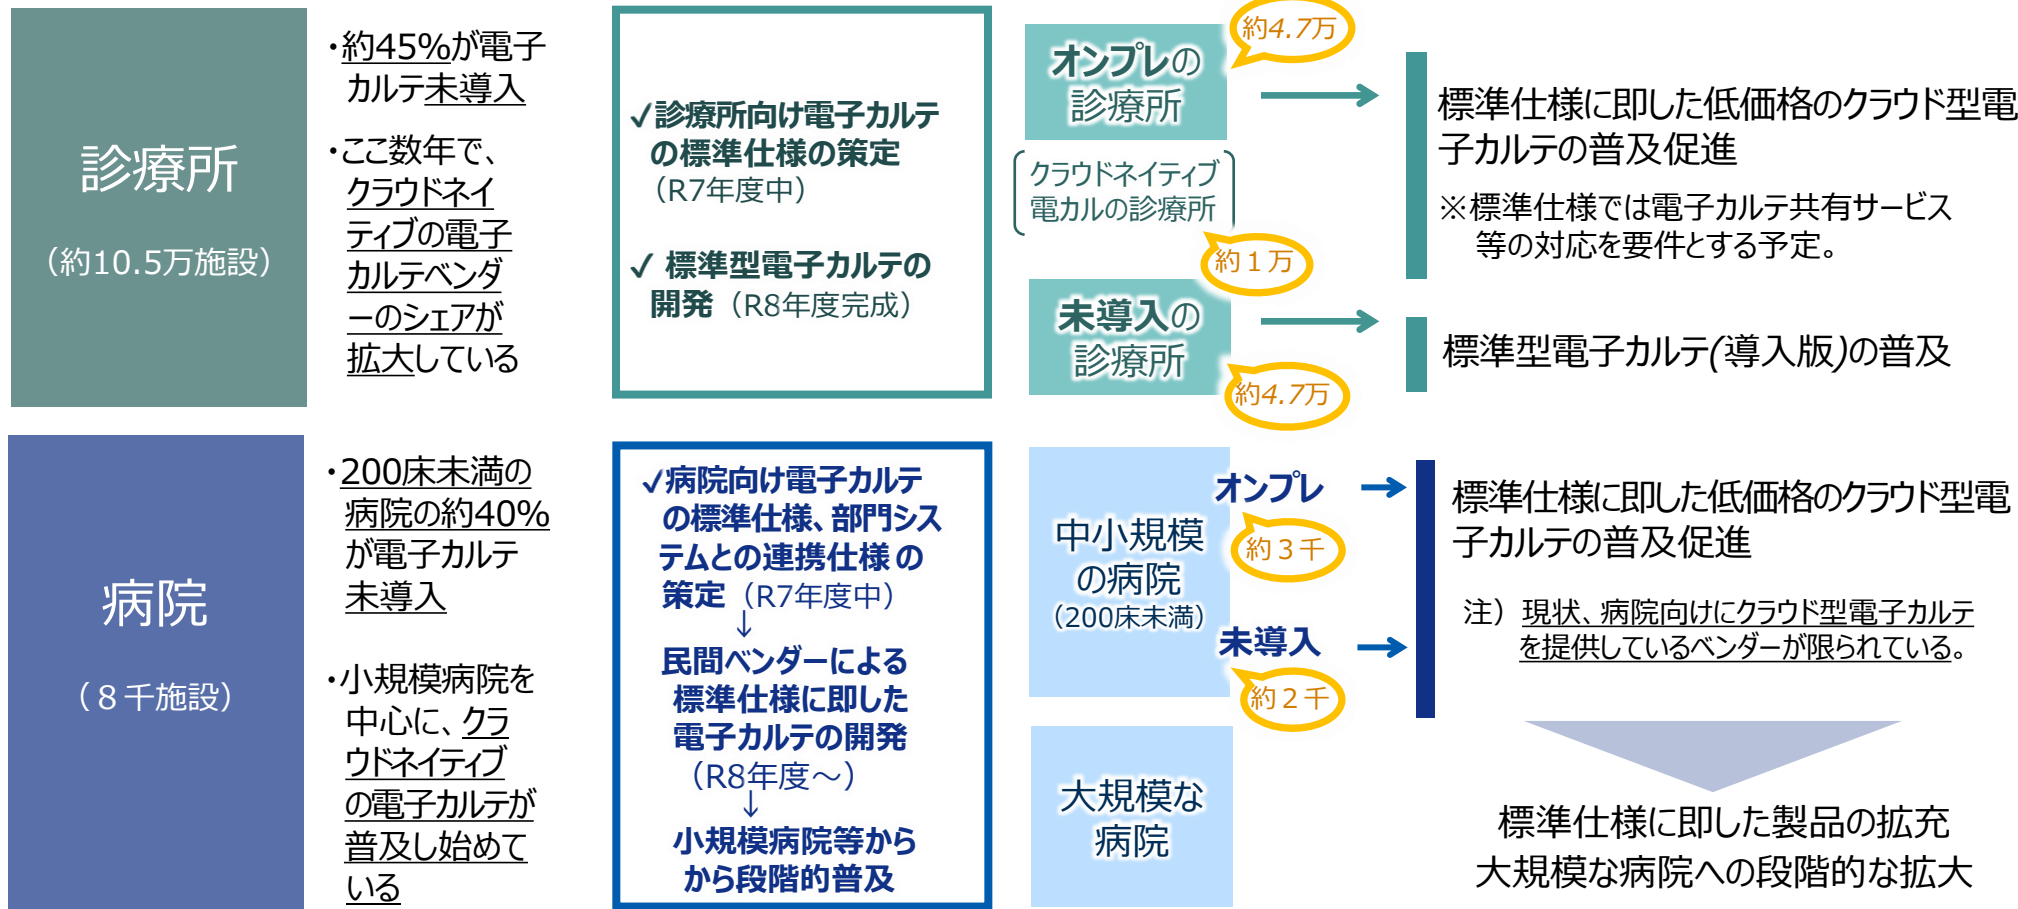 診療所
（約10.5万施設）
・約45%が電子
カルテ未導入
・ここ数年で、
クラウドネイ
ティブの電子
カルテベンダ
ーのシェアが
拡大している
✓診療所向け電子カルテ
の標準仕様の策定
（R7年度中）
✓ 標準型電子カルテの
開発（R8年度完成）
オンプレの
診療所
約4.7万
クラウドネイティブ
電カルの診療所
約１万
未導入の
診療所
約4.7万
標準仕様に即した低価格のクラウド型電
子カルテの普及促進
※標準仕様では電子カルテ共有サービス
等の対応を要件とする予定。
標準型電子カルテ(導入版)の普及
病院
（８千施設）
・200床未満の
病院の約40%
が電子カルテ
未導入
・小規模病院を
中心に、クラ
ウドネイティブ
の電子カルテが
普及し始めて
いる
✓病院向け電子カルテ
の標準仕様、部門シス
テムとの連携仕様 の
策定（R7年度中）
↓
民間ベンダーによる
標準仕様に即した
電子カルテの開発
（R8年度～）
↓
小規模病院等から
から段階的普及
中小規模
の病院
（200床未満）
オンプレ
約３千
未導入
約２千
大規模な
病院
標準仕様に即した低価格のクラウド型電
子カルテの普及促進
注）現状、病院向けにクラウド型電子カルテ
を提供しているベンダーが限られている。
標準仕様に即した製品の拡充
大規模な病院への段階的な拡大